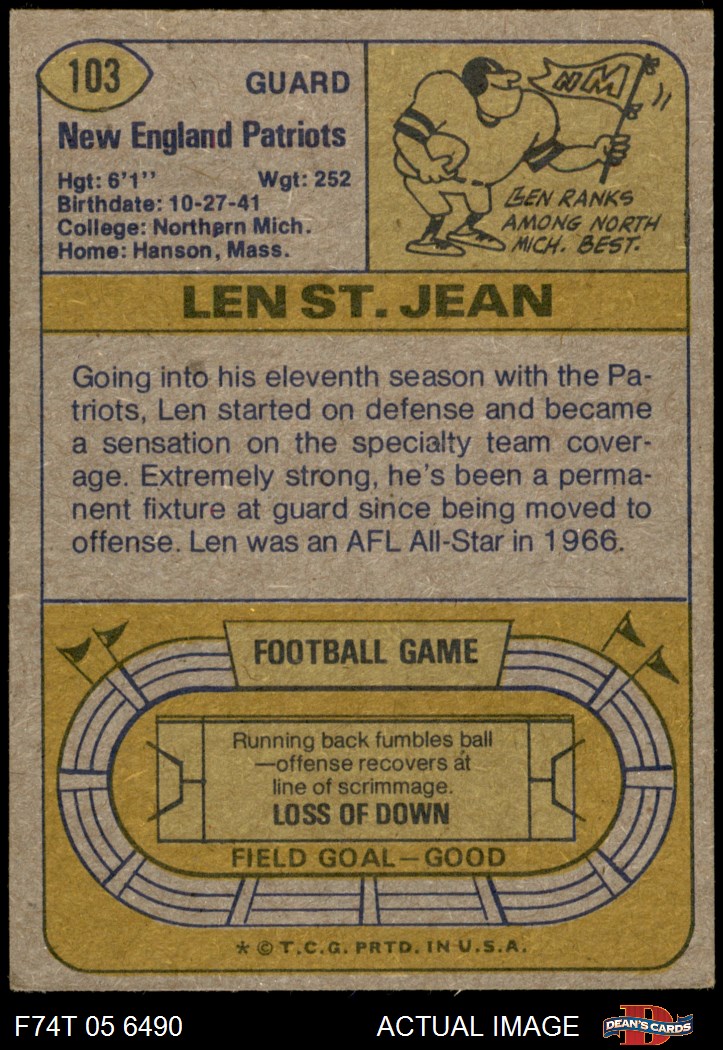 103
GUARD
New England Patriots
Hgt: 6'1" Wgt: 252
Birthdate: 10-27-41
College: Northern Mich.
Home: Hanson, Mass.
NM
LEN RANKS
AMONG NORTH
MICH. BEST.
LEN ST. JEAN
Going into his eleventh season with the Pa-
triots, Len started on defense and became
a sensation on the specialty team cover-
age. Extremely strong, he's been a perma-
nent fixture at guard since being moved to
offense. Len was an AFL All-Star in 1966.
FOOTBALL GAME
Running back fumbles ball
—offense recovers at
line of scrimmage.
LOSS OF DOWN
FIELD GOAL—GOOD
* © T.C.G. PRTD. IN U.S.A.
F74T 05 6490 ACTUAL IMAGE
D
DEAN'S CARDS